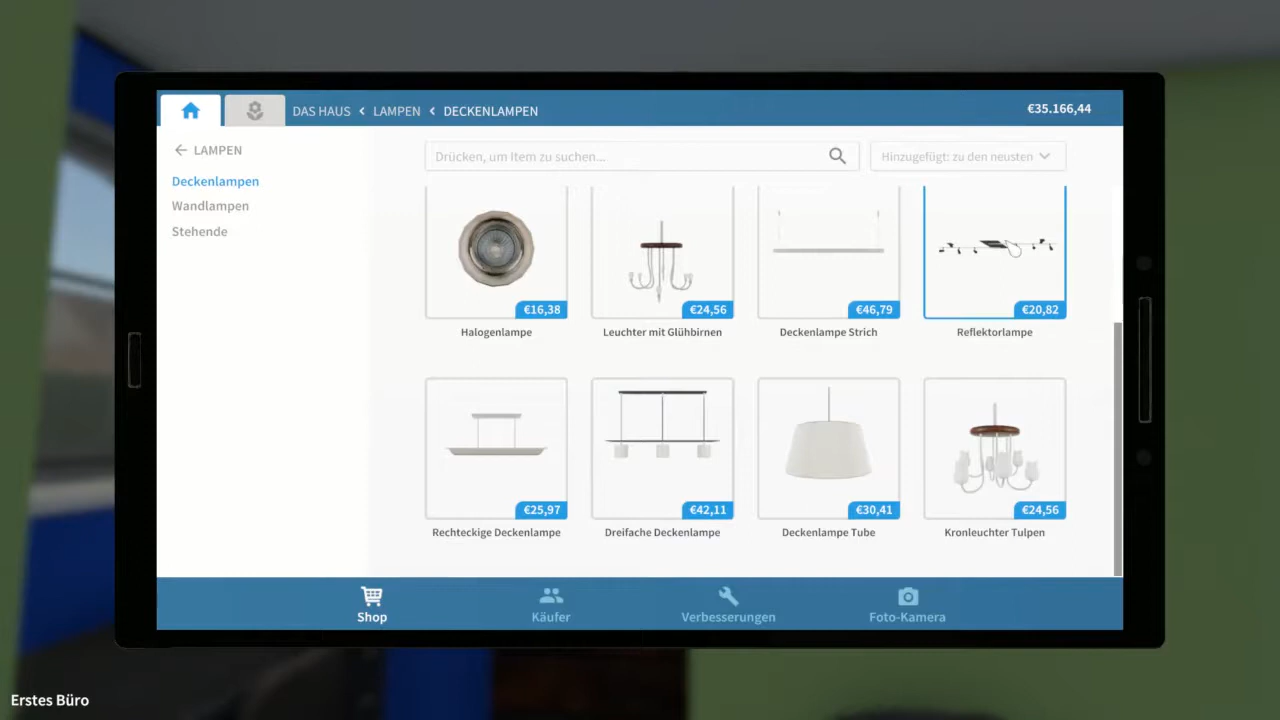 DAS HAUS < LAMPEN < DECKENLAMPEN
€35.166,44
← LAMPEN
Deckenlampen
Wandlampen
Stehende
Drücken, um Item zu suchen...
Hinzugefügt: zu den neusten
€16,38
€24,56
€46,79
€20,82
Halogenlampe
Leuchter mit Glühbirnen
Deckenlampe Strich
Reflektorlampe
€25,97
€42,11
€30,41
€24,56
Rechteckige Deckenlampe
Dreifache Deckenlampe
Deckenlampe Tube
Kronleuchter Tulpen
Shop
Käufer
Verbesserungen
Foto-Kamera
Erstes Büro